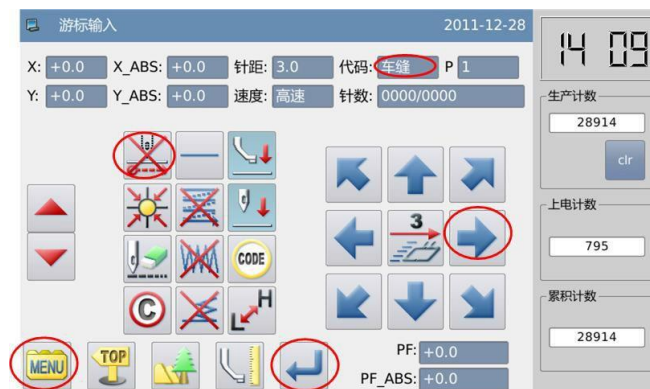 游标输入 2011-12-28
14 09
X: +0.0 X_ABS: +0.0 针距: 3.0 代码: 车缝 P 1
Y: +0.0 Y_ABS: +0.0 速度: 高速 针数: 0000/0000
生产计数
28914
clr
上电计数
795
3
CODE
累积计数
28914
C
H
L
MENU
TOP
PF: +0.0
PF_ABS: +0.0